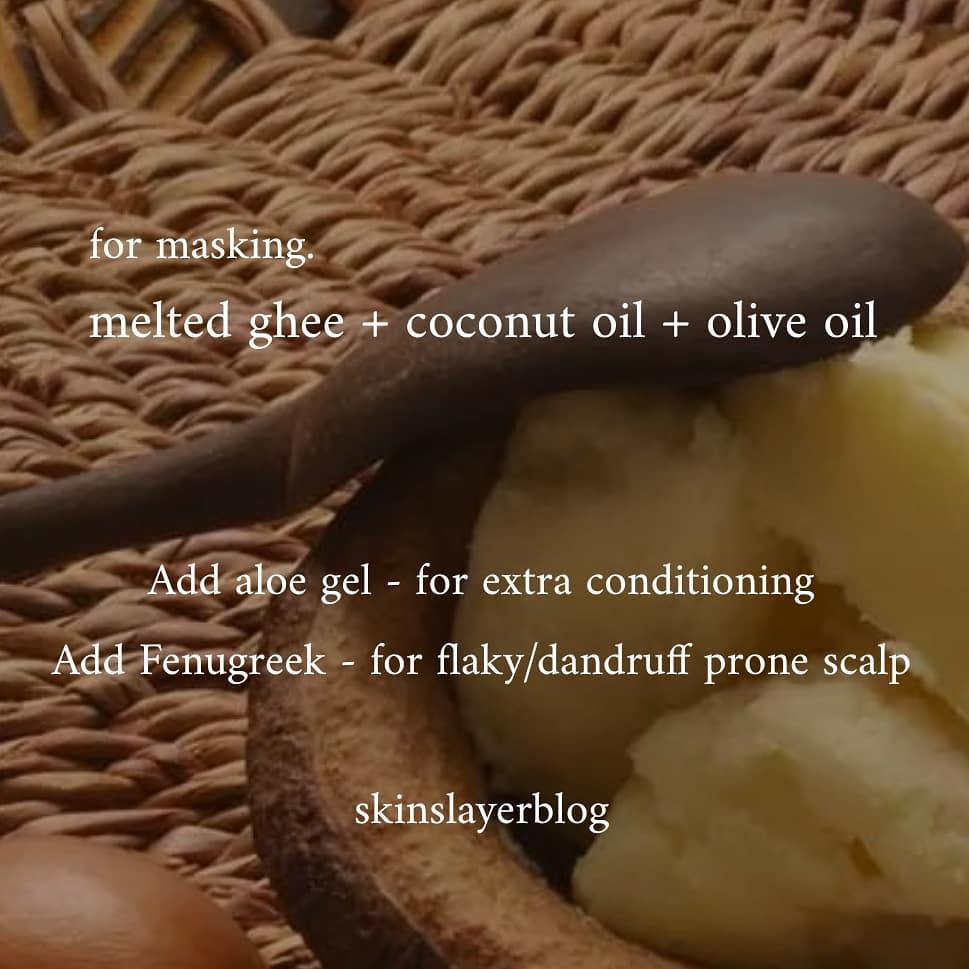 for masking.
melted ghee + coconut oil + olive oil
Add aloe gel - for extra conditioning
Add Fenugreek - for flaky/dandruff prone scalp
skinslayerblog